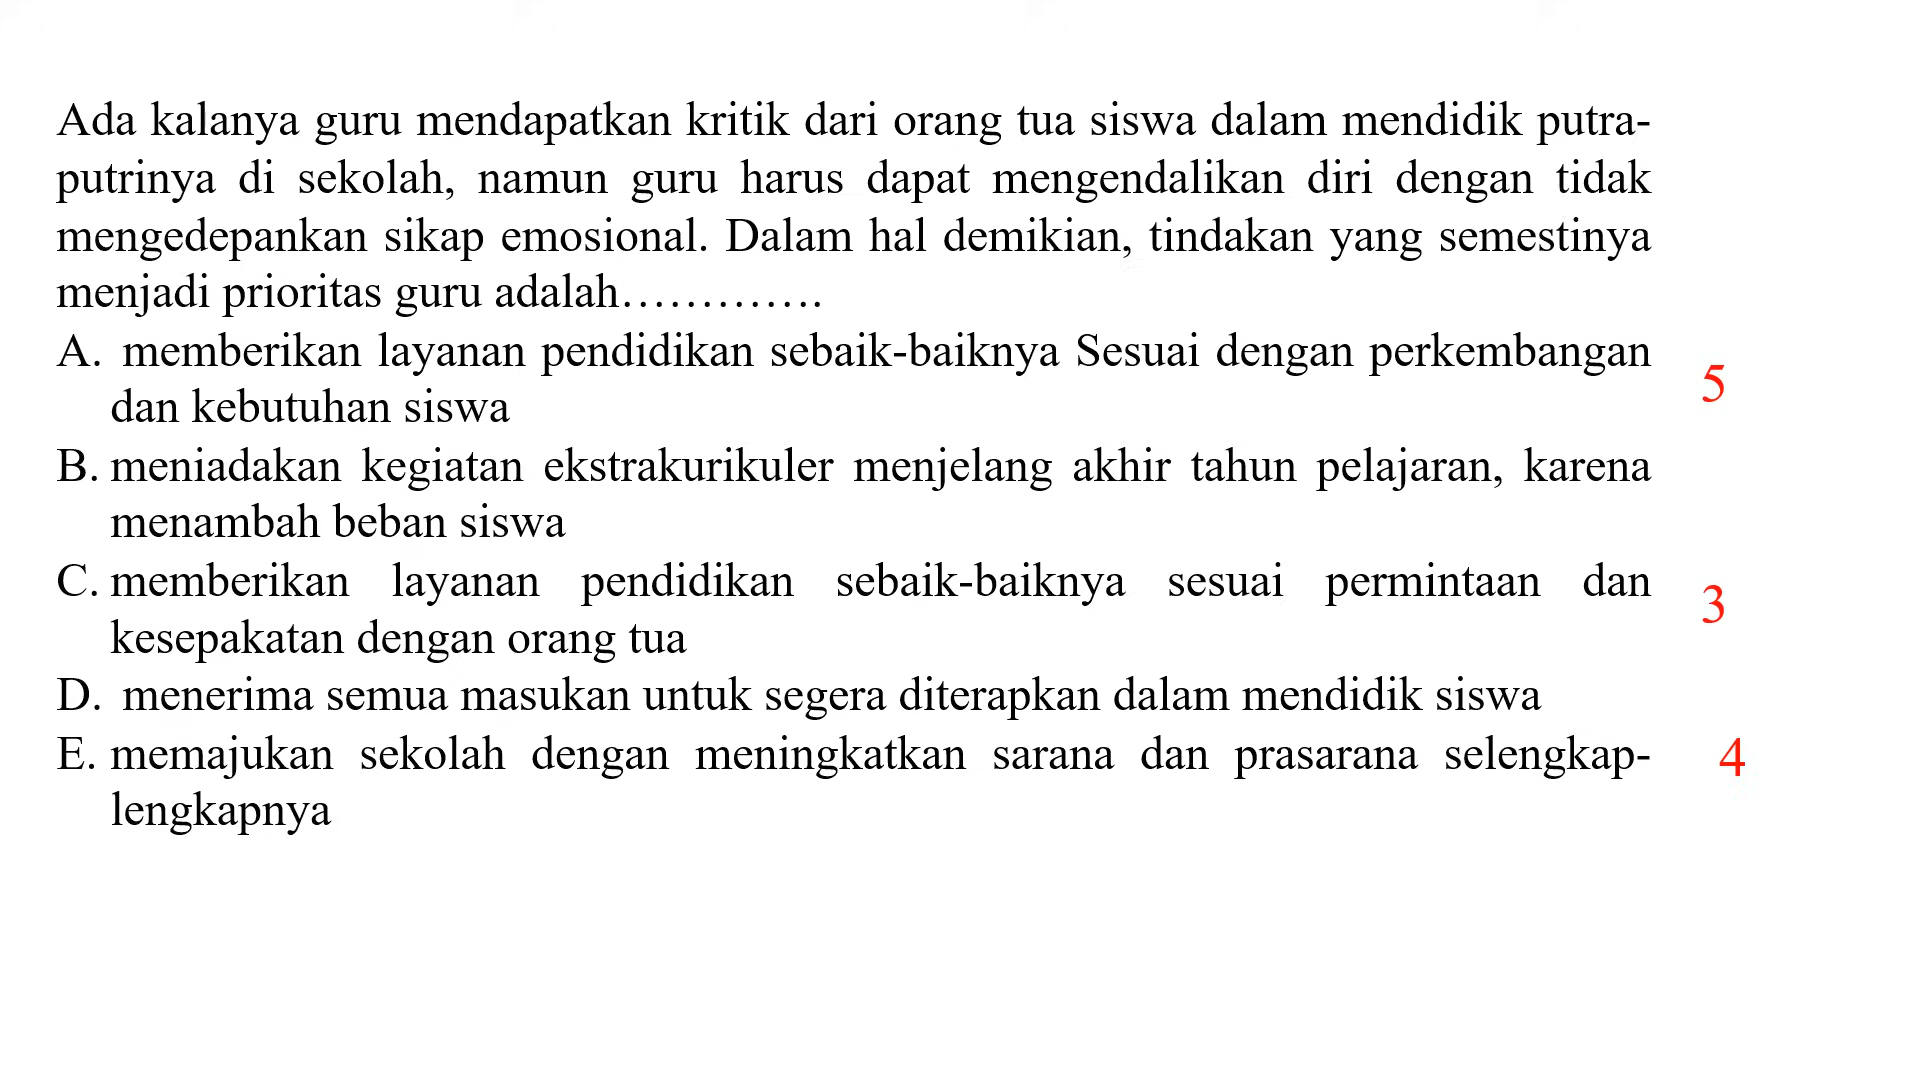 Ada kalanya guru mendapatkan kritik dari orang tua siswa dalam mendidik putra-
putrinya di sekolah, namun guru harus dapat mengendalikan diri dengan tidak
mengedepankan sikap emosional. Dalam hal demikian, tindakan yang semestinya
menjadi prioritas guru adalah………….
A. memberikan layanan pendidikan sebaik-baiknya Sesuai dengan perkembangan
dan kebutuhan siswa
5
B. meniadakan kegiatan ekstrakurikuler menjelang akhir tahun pelajaran, karena
menambah beban siswa
C. memberikan layanan pendidikan sebaik-baiknya sesuai permintaan dan
kesepakatan dengan orang tua
3
D. menerima semua masukan untuk segera diterapkan dalam mendidik siswa
E. memajukan sekolah dengan meningkatkan sarana dan prasarana selengkap-
lengkapnya
4